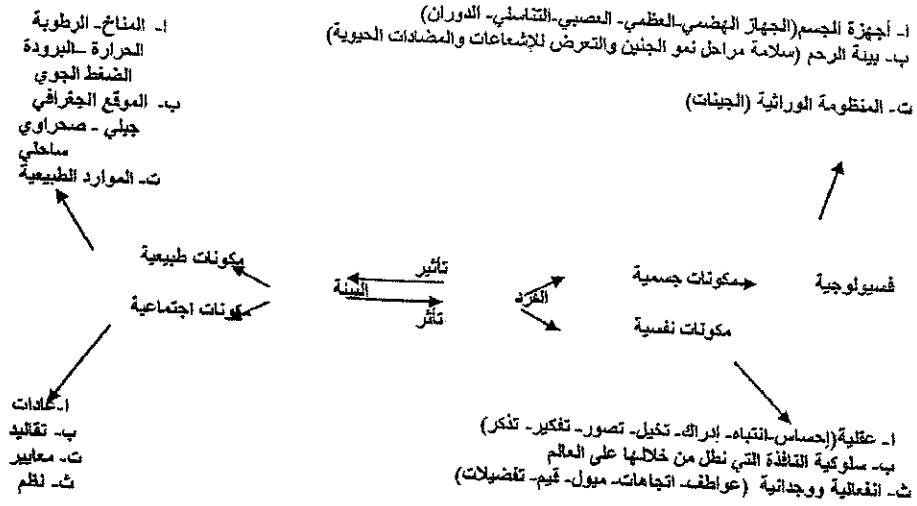 ا- أجهزة الجسم(الجهاز الهضمي-العظمي- العصبي-التناسلي- الدوران)
ب- بيئة الرحم (سلامة مراحل نمو الجنين والتعرض للإشعاعات والمضادات الحيوية)
ت- المنظومة الوراثية (الجينات)
ا- المناخ- الرطوبة
الحرارة –البرودة
الضغط الجوي
ب- الموقع الجغرافي
جبلي - صحراوي
ساحلي
ت- الموارد الطبيعية
فسيولوجية
مكونات جسمية
مكونات نفسية
الفرد
تأثير
تأثر
البيئة
مكونات طبيعية
مكونات اجتماعية
ا- عقلية(إحساس-انتباه- إدراك- تخيل- تصور- تفكير- تذكر)
ب- سلوكية النافذة التي نطل من خلالها على العالم
ث- انفعالية ووجدانية (عواطف- اتجاهات- ميول- قيم- تفضيلات)
ا-عادات
ب- تقاليد
ت- معايير
ث- نظم